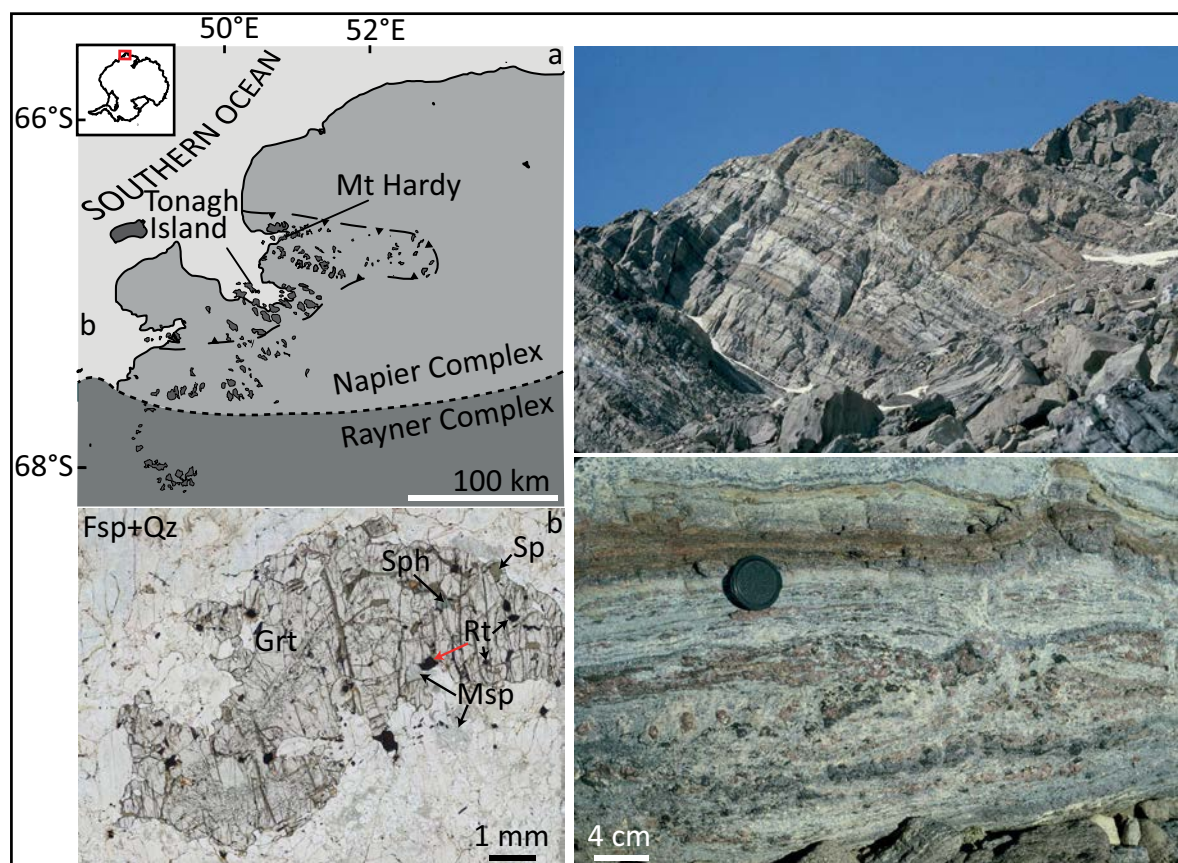 50°E
52°E
a
66°S
SOUTHERN OCEAN
Tonagh
Island
Mt Hardy
b
Napier Complex
Rayner Complex
68°S
100 km
Fsp+Qz
b
Sp
Sph
Grt
Rt
Msp
1 mm
4 cm